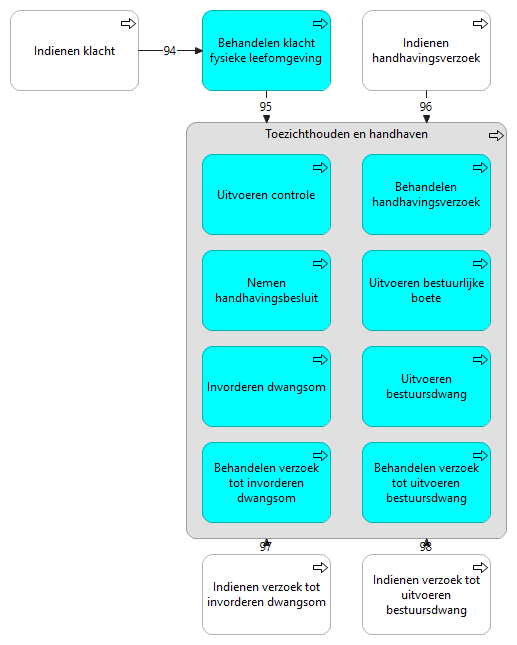 Indienen klacht
94
Behandelen klacht
fysieke leefomgeving
Indienen
handhavingsverzoek
95
96
Toezichthouden en handhaven
Uitvoeren controle
Behandelen
handhavingsverzoek
Nemen
handhavingsbesluit
Uitvoeren bestuurlijke
boete
Invorderen dwangsom
Uitvoeren
bestuursdwang
Behandelen verzoek
tot invorderen
dwangsom
Behandelen verzoek
tot uitvoeren
bestuursdwang
97
98
Indienen verzoek tot
invorderen dwangsom
Indienen verzoek tot
uitvoeren
bestuursdwang